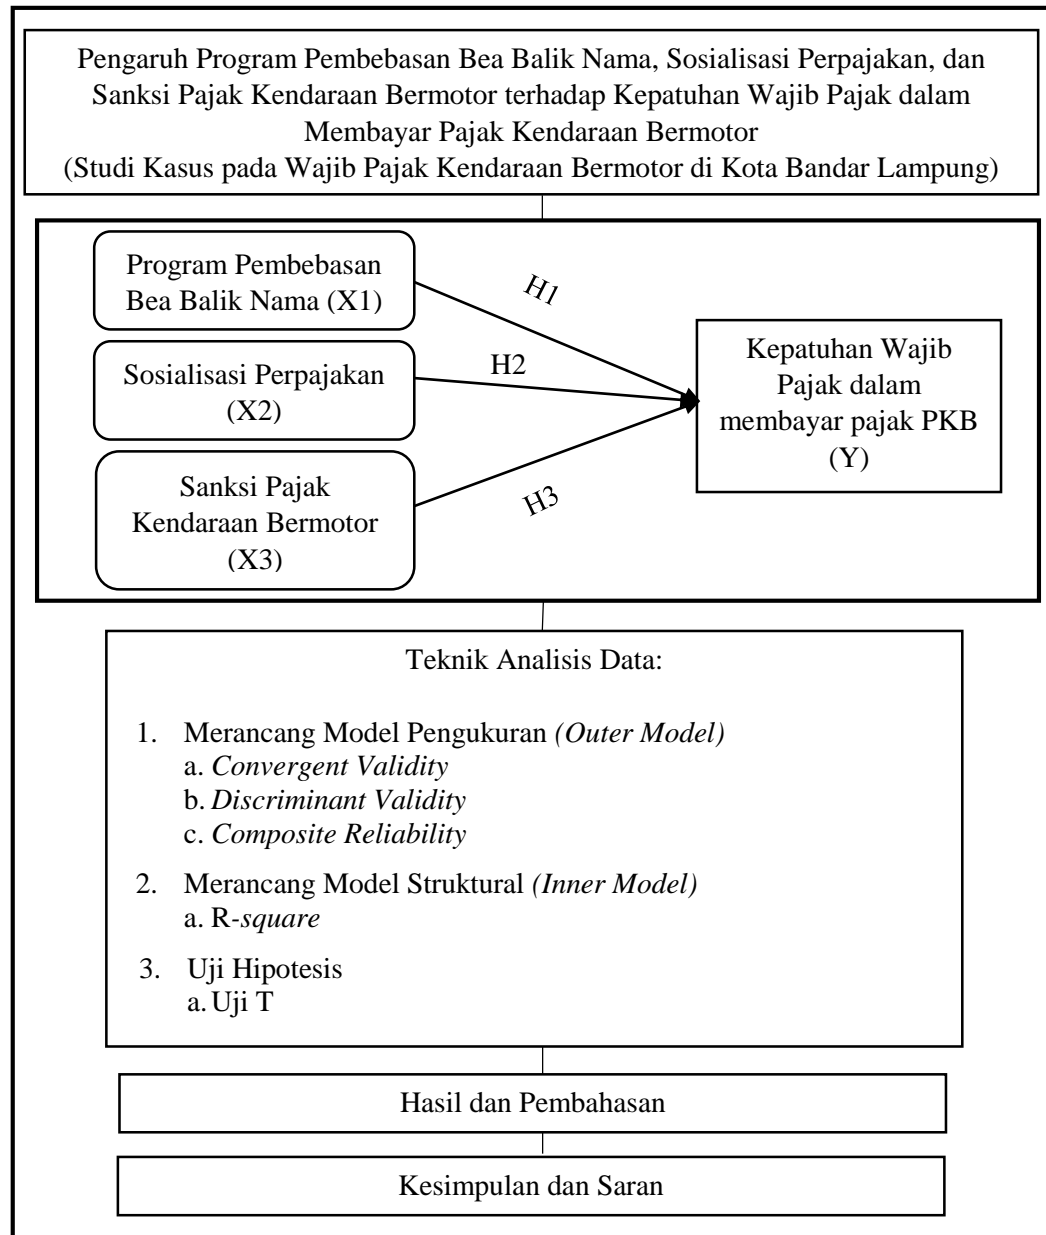 Pengaruh Program Pembebasan Bea Balik Nama, Sosialisasi Perpajakan, dan
Sanksi Pajak Kendaraan Bermotor terhadap Kepatuhan Wajib Pajak dalam
Membayar Pajak Kendaraan Bermotor
(Studi Kasus pada Wajib Pajak Kendaraan Bermotor di Kota Bandar Lampung)
Program Pembebasan
Bea Balik Nama (X1)
H1
Sosialisasi Perpajakan
(X2)
H2
Sanksi Pajak
Kendaraan Bermotor
(X3)
H3
Kepatuhan Wajib
Pajak dalam
membayar pajak PKB
(Y)
Teknik Analisis Data:
1. Merancang Model Pengukuran (Outer Model)
a. Convergent Validity
b. Discriminant Validity
c. Composite Reliability
2. Merancang Model Struktural (Inner Model)
a. R-square
3. Uji Hipotesis
a. Uji T
Hasil dan Pembahasan
Kesimpulan dan Saran